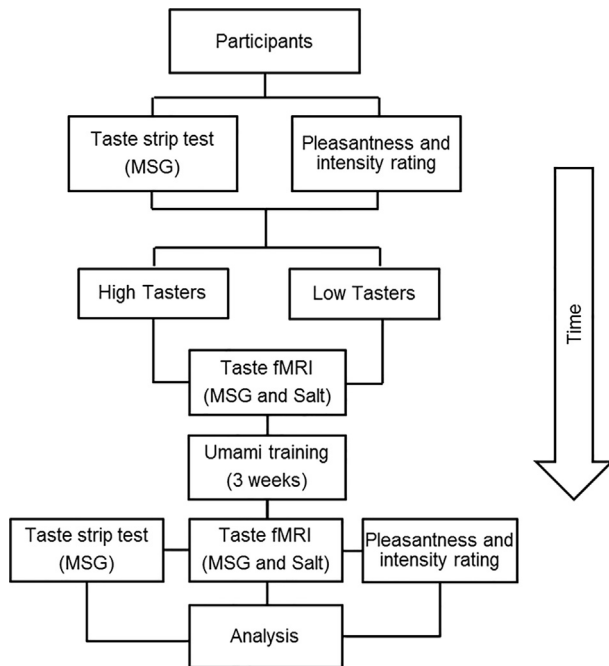 Participants
Taste strip test
(MSG)
Pleasantness and
intensity rating
High Tasters
Low Tasters
Time
Taste fMRI
(MSG and Salt)
Umami training
(3 weeks)
Taste strip test
(MSG)
Taste fMRI
(MSG and Salt)
Pleasantness and
intensity rating
Analysis